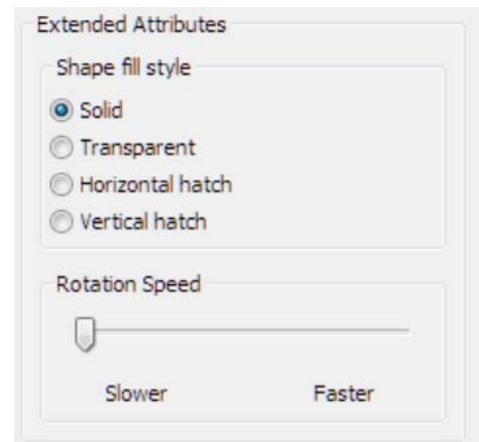 Extended Attributes
Shape fill style
Solid
Transparent
Horizontal hatch
Vertical hatch
Rotation Speed
Slower Faster